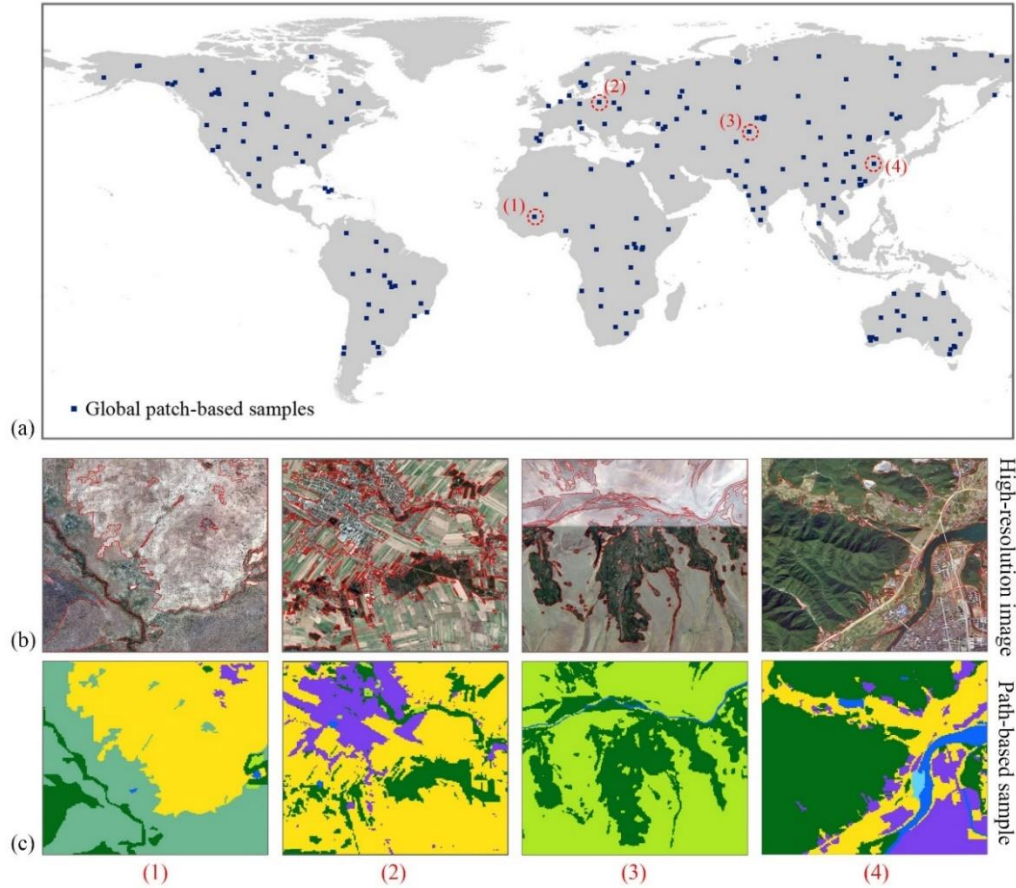 (2)
(3)
(4)
(1)
Global patch-based samples
(a)
High-resolution image
(b)
Path-based sample
(c)
(1) (2) (3) (4)